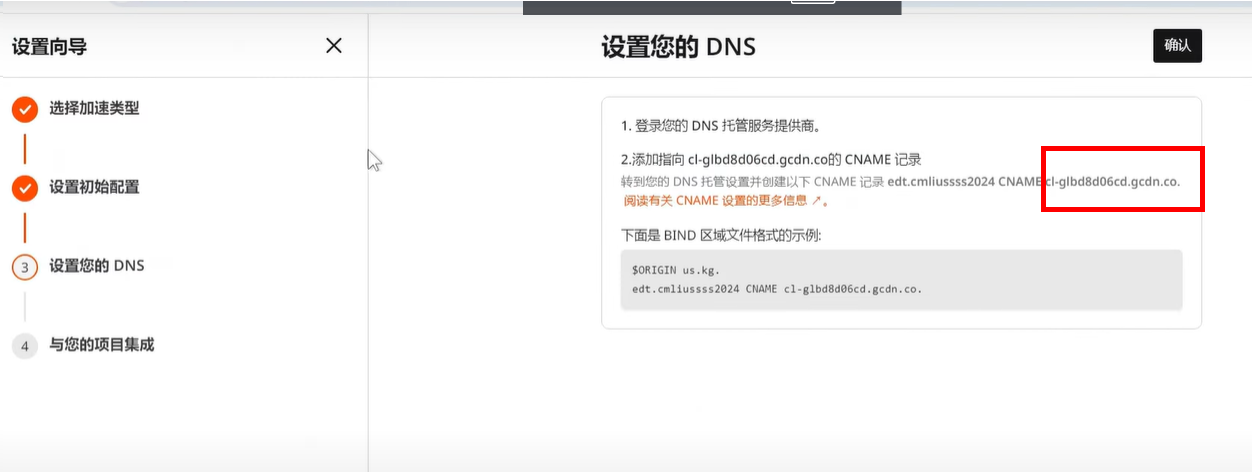 设置向导
设置您的 DNS
确认
选择加速类型
设置初始配置
3 设置您的 DNS
4 与您的项目集成
1. 登录您的 DNS 托管服务提供商。
2.添加指向 cl-glbd8d06cd.gcdn.co的 CNAME 记录
转到您的 DNS 托管设置并创建以下 CNAME 记录 edt.cmliussss2024 CNAME cl-glbd8d06cd.gcdn.co.
阅读有关 CNAME 设置的更多信息 ↗。
下面是 BIND 区域文件格式的示例:
$ORIGIN us.kg.
edt.cmliussss2024 CNAME cl-glbd8d06cd.gcdn.co.